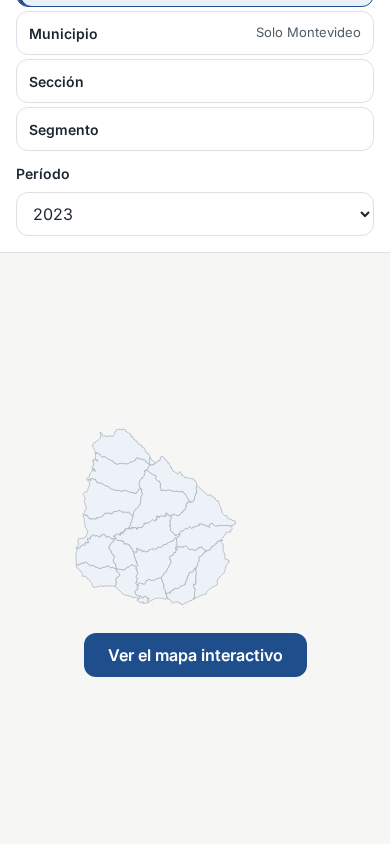 Municipio
Solo Montevideo
Sección
Segmento
Período
2023
Ver el mapa interactivo